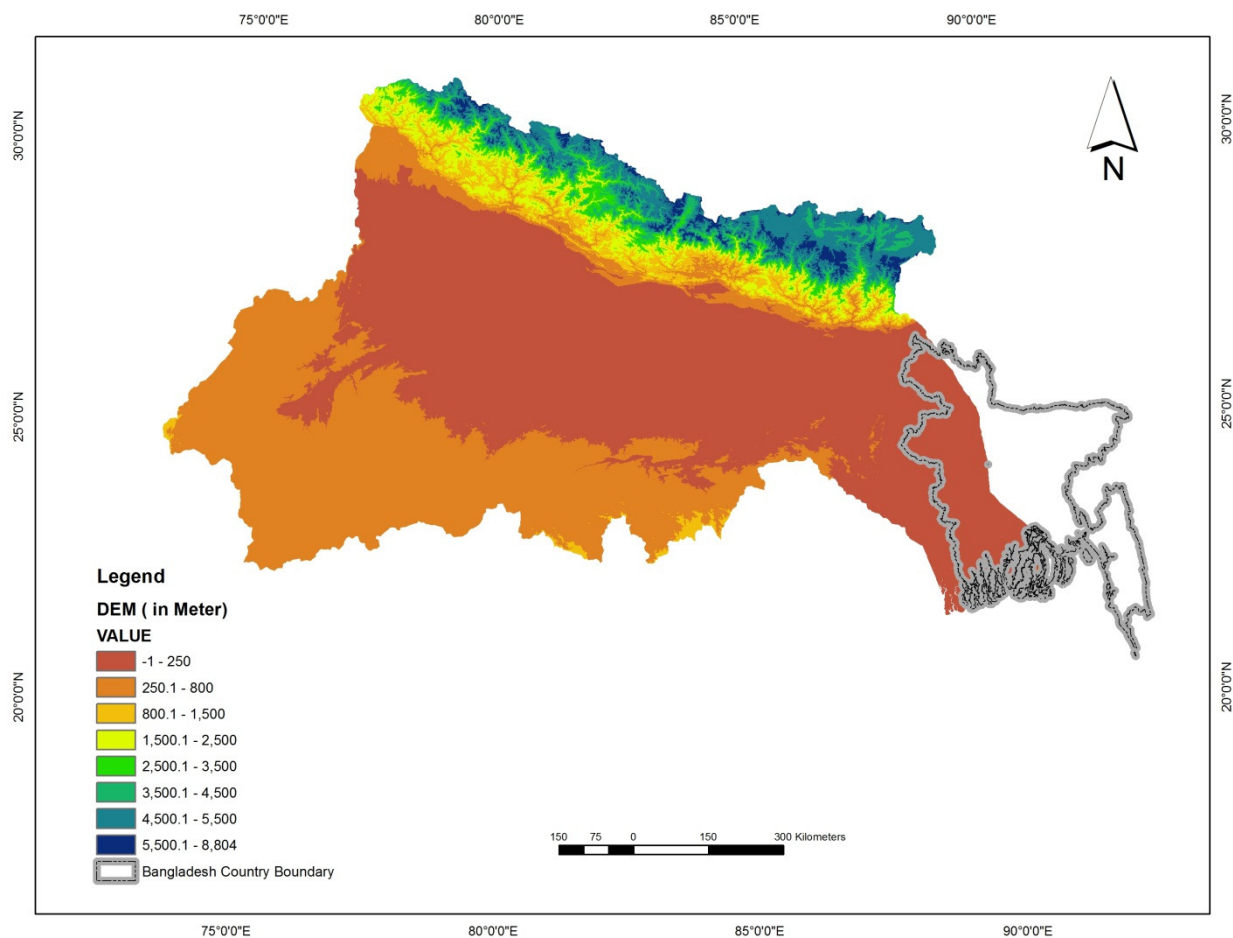 75°0'0"E 80°0'0"E 85°0'0"E 90°0'0"E
30°0'0"N
30°0'0"N
N
25°0'0"N
25°0'0"N
20°0'0"N
20°0'0"N
Legend
DEM ( in Meter)
VALUE
-1 - 250
250.1 - 800
800.1 - 1,500
1,500.1 - 2,500
2,500.1 - 3,500
3,500.1 - 4,500
4,500.1 - 5,500
5,500.1 - 8,804
Bangladesh Country Boundary
150 75 0 150 300 Kilometers
75°0'0"E 80°0'0"E 85°0'0"E 90°0'0"E